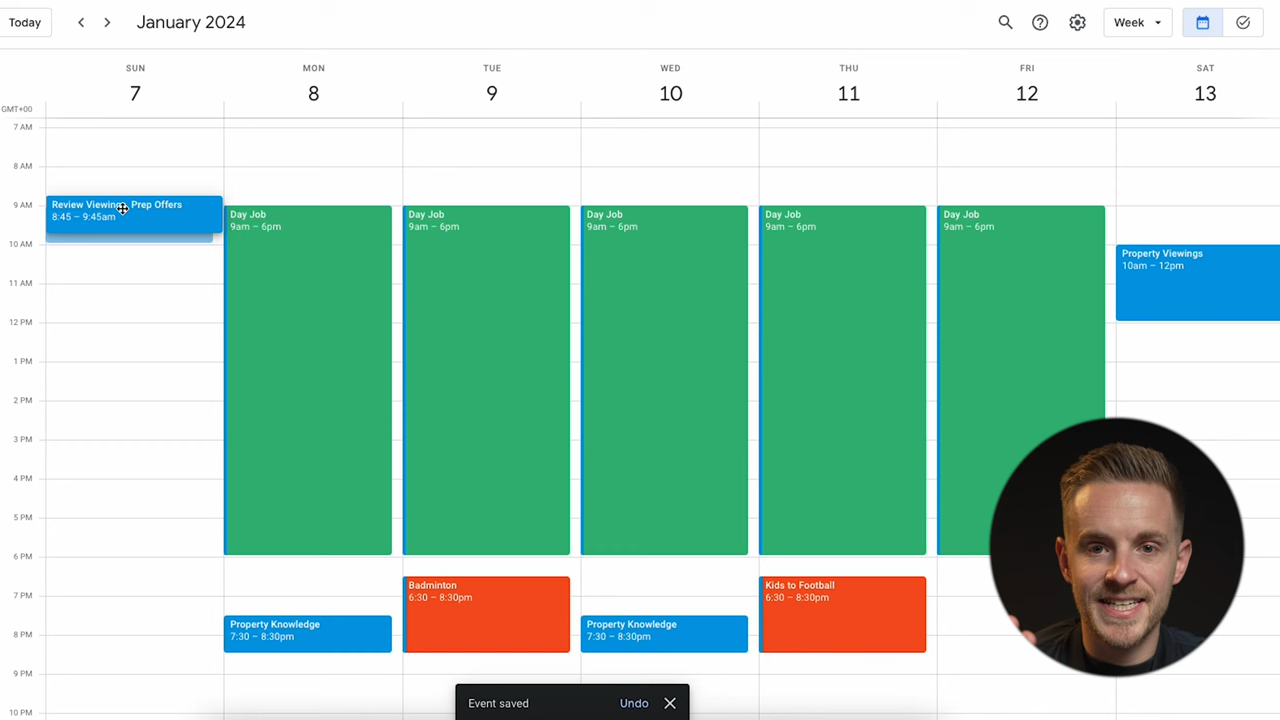 Today
January 2024
Week
SUN
7
MON
8
TUE
9
WED
10
THU
11
FRI
12
SAT
13
GMT+00
7 AM
8 AM
9 AM
10 AM
11 AM
12 PM
1 PM
2 PM
3 PM
4 PM
5 PM
6 PM
7 PM
8 PM
9 PM
10 PM
Review Viewings, Prep Offers
8:45 – 9:45am
Day Job
9am – 6pm
Day Job
9am – 6pm
Day Job
9am – 6pm
Day Job
9am – 6pm
Day Job
9am – 6pm
Property Viewings
10am – 12pm
Badminton
6:30 – 8:30pm
Kids to Football
6:30 – 8:30pm
Property Knowledge
7:30 – 8:30pm
Property Knowledge
7:30 – 8:30pm
Event saved
Undo